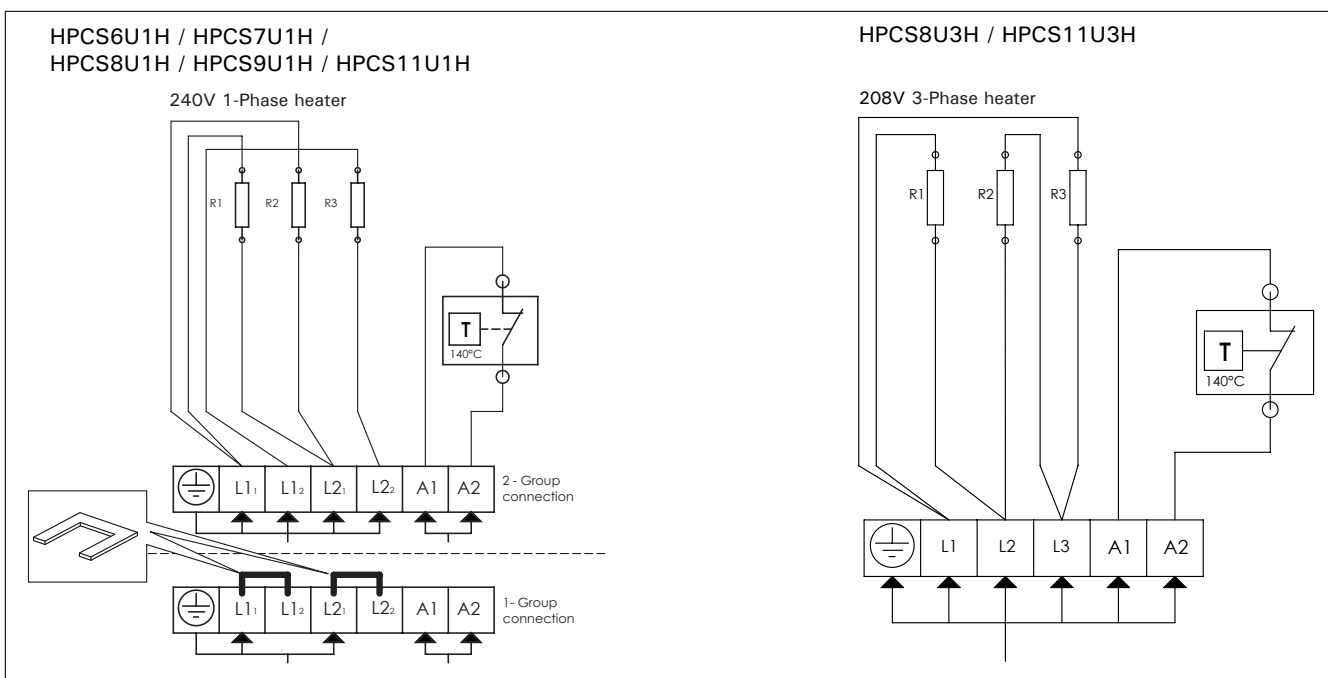 HPCS6U1H / HPCS7U1H /
HPCS8U1H / HPCS9U1H / HPCS11U1H
240V 1-Phase heater
R1 R2 R3
T
140°C
L1₁ L1₂ L2₁ L2₂ A1 A2
2 - Group
connection
L1₁ L1₂ L2₁ L2₂ A1 A2
1- Group
connection
HPCS8U3H / HPCS11U3H
208V 3-Phase heater
R1 R2 R3
T
140°C
L1 L2 L3 A1 A2